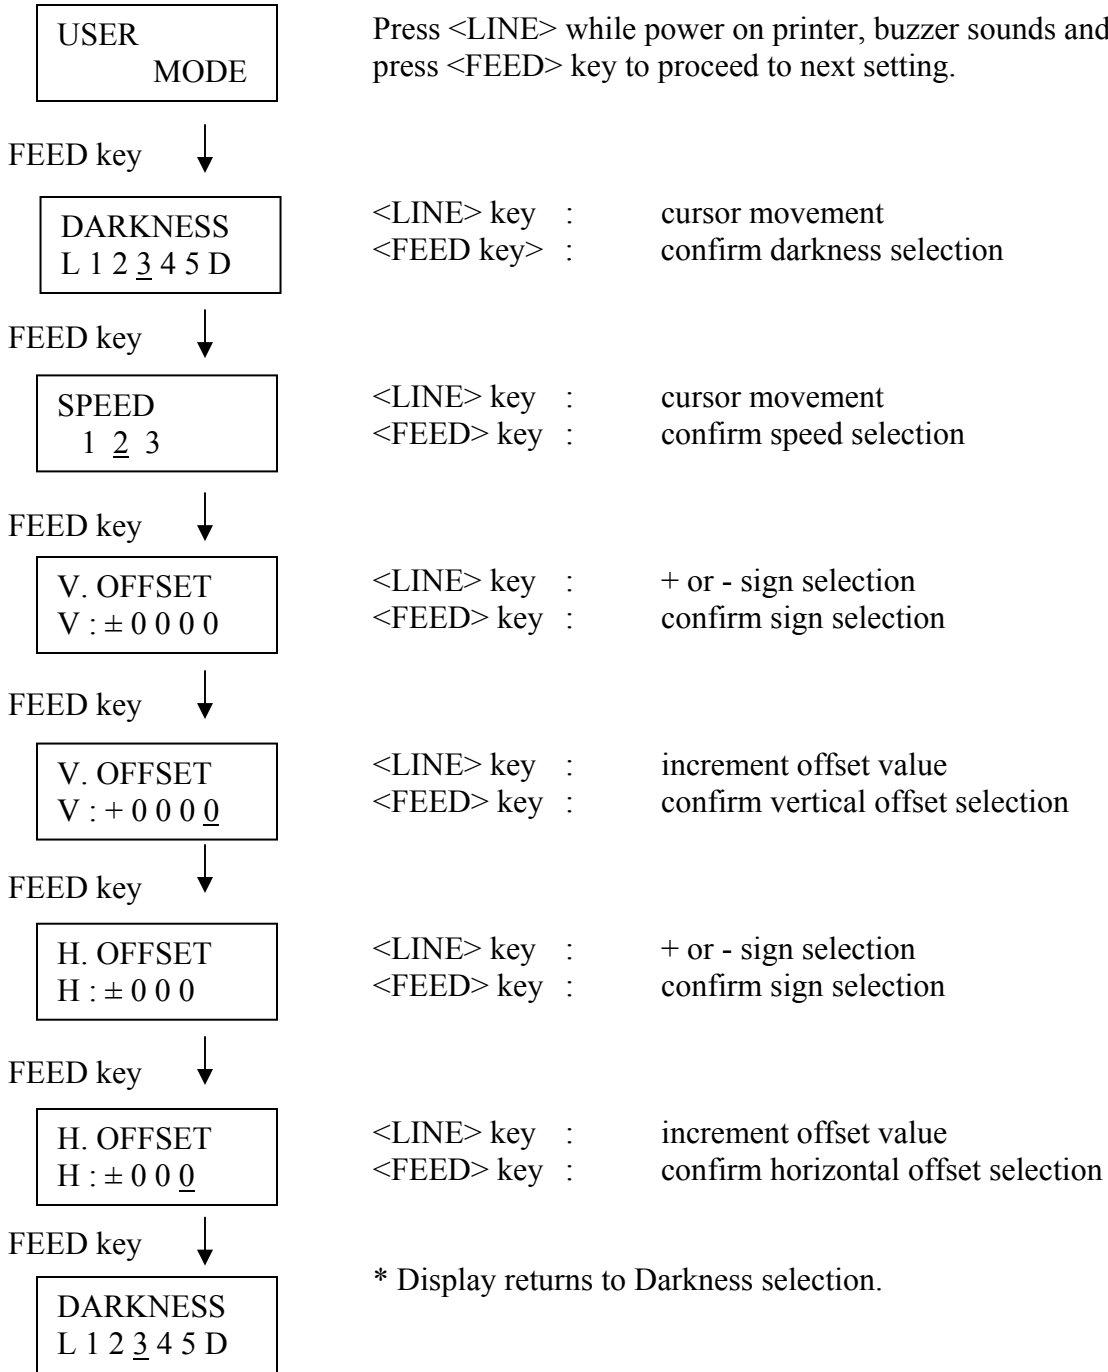 USER
MODE
Press <LINE> while power on printer, buzzer sounds and
press <FEED> key to proceed to next setting.
FEED key
DARKNESS
L 1 2 3 4 5 D
<LINE> key : cursor movement
<FEED key> : confirm darkness selection
FEED key
SPEED
1 2 3
<LINE> key : cursor movement
<FEED> key : confirm speed selection
FEED key
V. OFFSET
V : ± 0 0 0 0
<LINE> key : + or - sign selection
<FEED> key : confirm sign selection
FEED key
V. OFFSET
V : + 0 0 0 0
<LINE> key : increment offset value
<FEED> key : confirm vertical offset selection
FEED key
H. OFFSET
H : ± 0 0 0
<LINE> key : + or - sign selection
<FEED> key : confirm sign selection
FEED key
H. OFFSET
H : ± 0 0 0
<LINE> key : increment offset value
<FEED> key : confirm horizontal offset selection
FEED key
DARKNESS
L 1 2 3 4 5 D
* Display returns to Darkness selection.